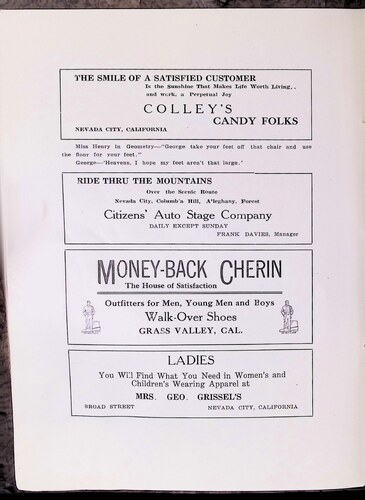 THE SMILE OF A SATISFIED CUSTOMER
Is the Sunshine That Makes Life Worth Living,.
and work, a Perpetual Joy
COLLEY'S
CANDY FOLKS
NEVADA CITY, CALIFORNIA
Miss Henry in Geometry—"George take your feet off that chair and use
the floor for your feet."
George—'Heavens, I hope my feet aren't that large.'
RIDE THRU THE MOUNTAINS
Over the Scenic Route
Nevada City, Columb'a Hill, A'leghany, Forest
Citizens' Auto Stage Company
DAILY EXCEPT SUNDAY
FRANK DAVIES, Manager
MONEY-BACK CHERIN
The House of Satisfaction
Outfitters for Men, Young Men and Boys
Walk-Over Shoes
GRASS VALLEY, CAL.
LADIES
You Will Find What You Need in Women's and
Children's Wearing Apparel at
MRS. GEO. GRISSEL'S
BROAD STREET NEVADA CITY, CALIFORNIA